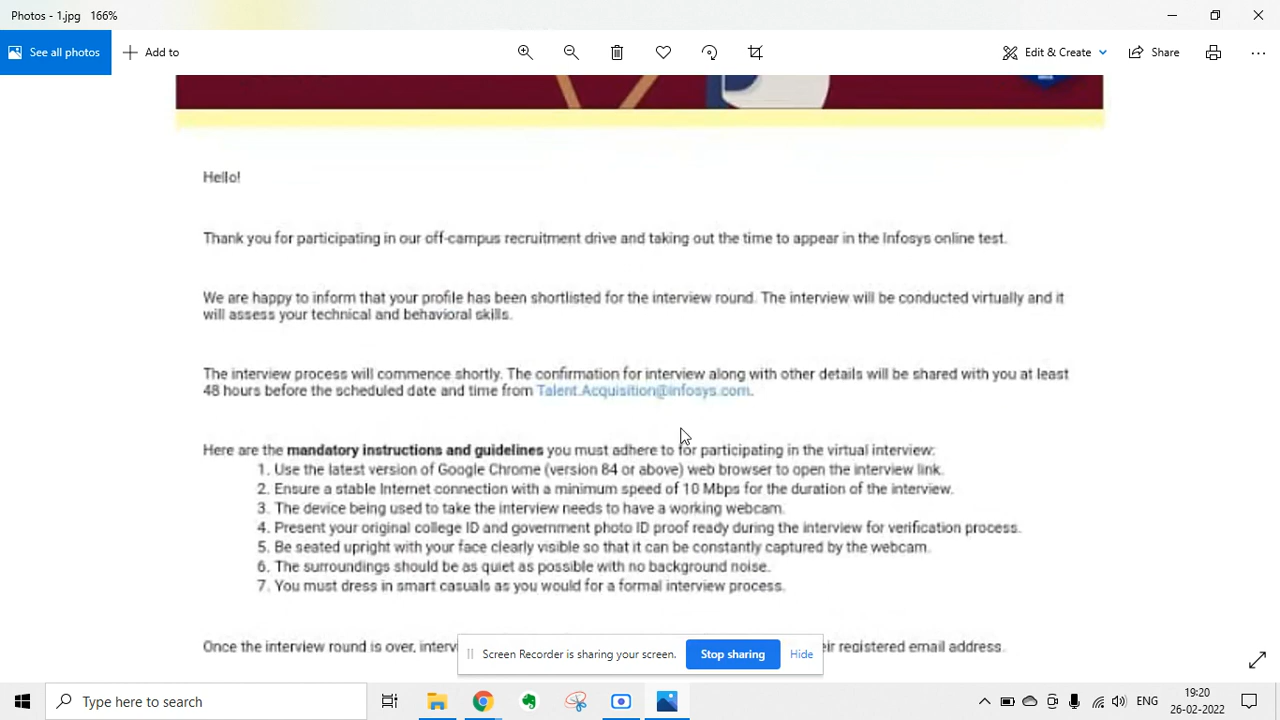 Photos - 1.jpg 166%
See all photos
Add to
Edit & Create
Share
Hello!
Thank you for participating in our off-campus recruitment drive and taking out the time to appear in the Infosys online test.
We are happy to inform that your profile has been shortlisted for the interview round. The interview will be conducted virtually and it
will assess your technical and behavioral skills.
The interview process will commence shortly. The confirmation for interview along with other details will be shared with you at least
48 hours before the scheduled date and time from Talent.Acquisition@infosys.com.
Here are the mandatory instructions and guidelines you must adhere to for participating in the virtual interview:
1. Use the latest version of Google Chrome (version 84 or above) web browser to open the interview link.
2. Ensure a stable Internet connection with a minimum speed of 10 Mbps for the duration of the interview.
3. The device being used to take the interview needs to have a working webcam.
4. Present your original college ID and government photo ID proof ready during the interview for verification process.
5. Be seated upright with your face clearly visible so that it can be constantly captured by the webcam.
6. The surroundings should be as quiet as possible with no background noise.
7. You must dress in smart casuals as you would for a formal interview process.
Once the interview round is over, registered email address.
Screen Recorder is sharing your screen. Stop sharing Hide
Type here to search
ENG
19:20
26-02-2022